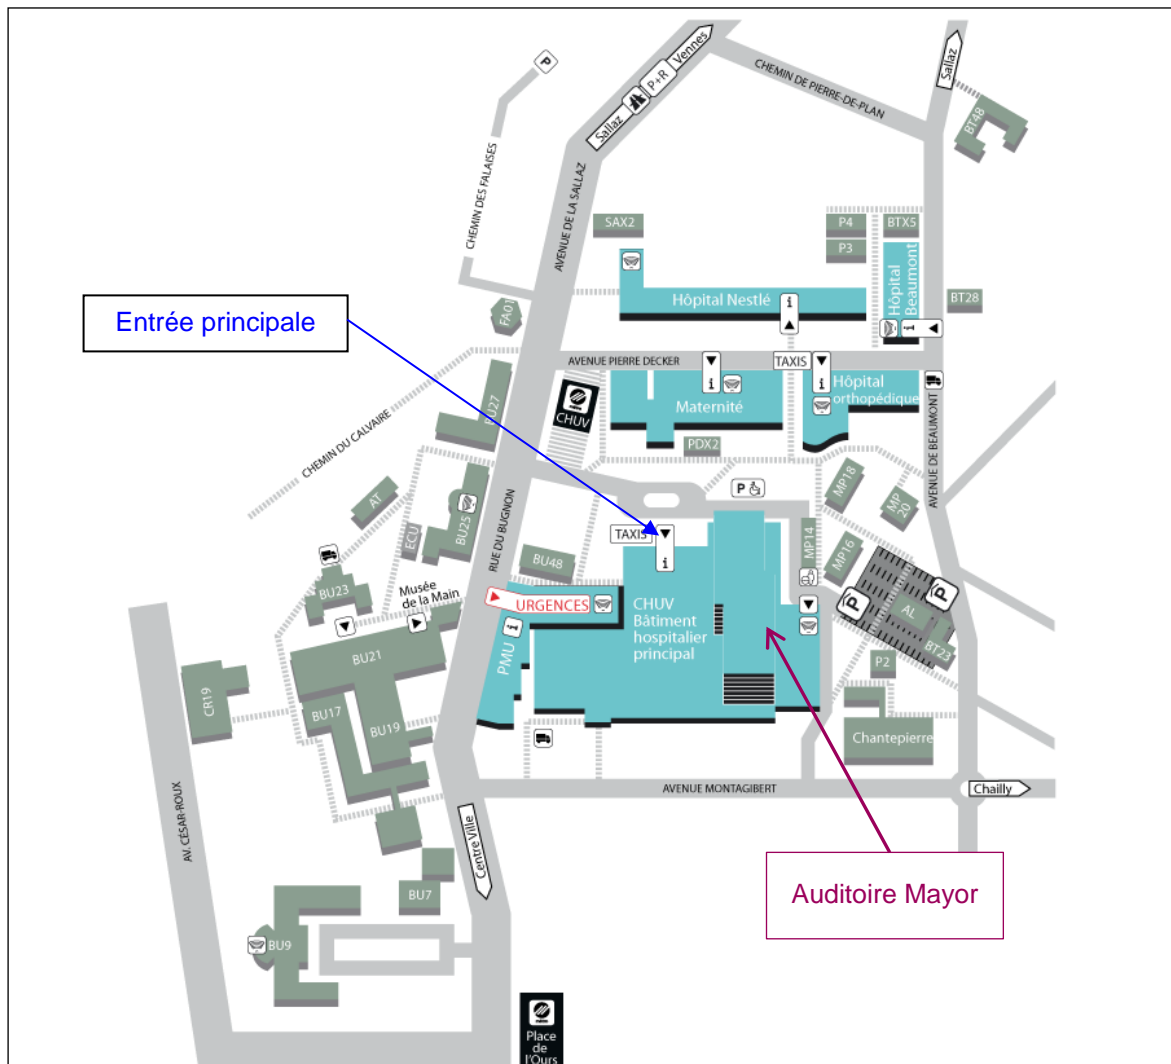 P
Sallaz
P+R
Vennes
CHEMIN DE PIERRE-DE-PLAN
Sallaz
BT48
CHEMIN DES FALAISES
AVENUE DE LA SALLAZ
SAX2
P4
BTX5
P3
Hôpital
Beaumont
Hôpital Nestlé
i
BT28
FA01
Entrée principale
i
AVENUE PIERRE DECKER
TAXIS
i
i
Hôpital
orthopédique
CHUV
Maternité
BU27
CHEMIN DU CALVAIRE
PDX2
AVENUE DE BEAUMONT
P
MP18
MP
20
AT
BU25
ECU
RUE DU BUGNON
TAXIS
i
MP14
MP16
BU48
BU23
Musée
de la Main
URGENCES
i
PMU
CHUV
Bâtiment
hospitalier
principal
P
P
AL
BT23
BU21
P2
CR19
BU17
BU19
Chantepierre
AVENUE MONTAGIBERT
Chailly
AV. CÉSAR-ROUX
Centre Ville
BU7
Auditoire Mayor
BU9
Place
de
l'Ours